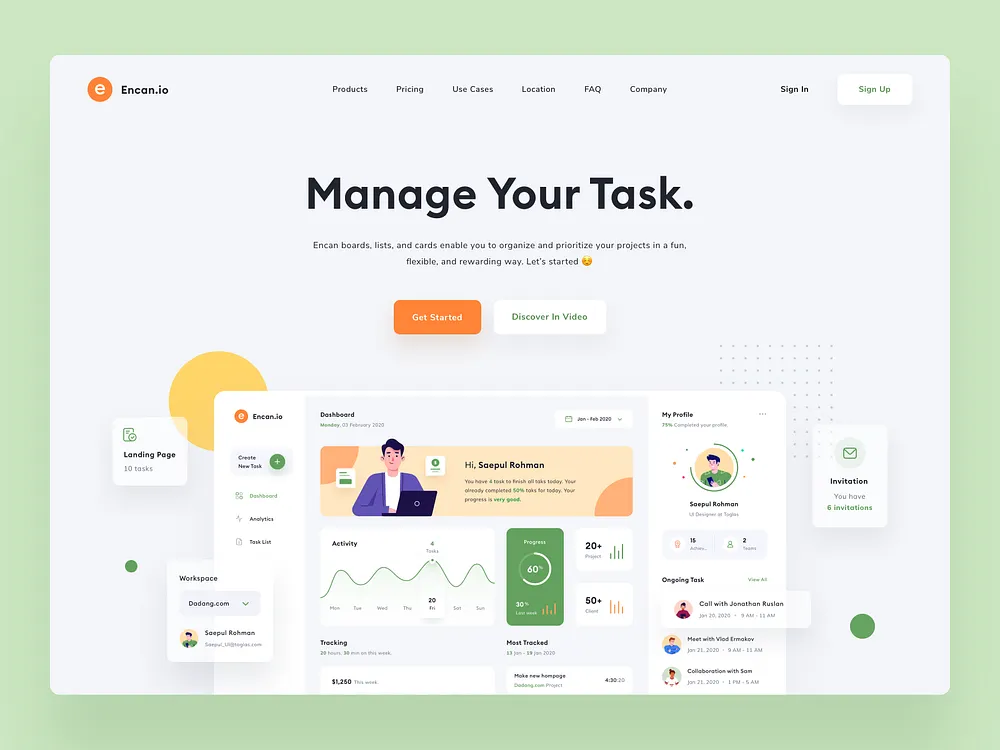 e Encan.io
Products Pricing Use Cases Location FAQ Company
Sign In Sign Up
Manage Your Task.
Encan boards, lists, and cards enable you to organize and prioritize your projects in a fun,
flexible, and rewarding way. Let's started 😌
Get Started Discover In Video
Landing Page
10 tasks
Workspace
Dadang.com
Saepul Rohman
Saepul_UI@toglas.com
e Encan.io
Create
New Task
+
Dashboard
Analytics
Task List
Dashboard
Monday, 03 February 2020
Jan - Feb 2020
Hi, Saepul Rohman
You have 4 task to finish all taks today. Your
already completed 50% taks for today. Your
progress is very good.
Activity
4
Tasks
Mon Tue Wed Thu 20 Fri Sat Sun
Progress
60%
30%
Last week
20+
Project
50+
Client
Tracking
20 hours, 30 min on this week.
$1,250 This week
Most Tracked
13 Jan - 19 Jan 2020
Make new hompage
Dadang.com Project
4:30:20
My Profile
75% Completed your profile.
Saepul Rohman
UI Designer at Toglas
15
Achiev...
2
Teams
Ongoing Task View All
Call with Jonathan Ruslan
Jan 20, 2020 • 9 AM - 11 AM
Meet with Vlad Ermakov
Jan 21, 2020 • 9 AM - 11 AM
Collaboration with Sam
Jan 21, 2020 • 1 PM - 5 AM
Invitation
You have
6 invitations